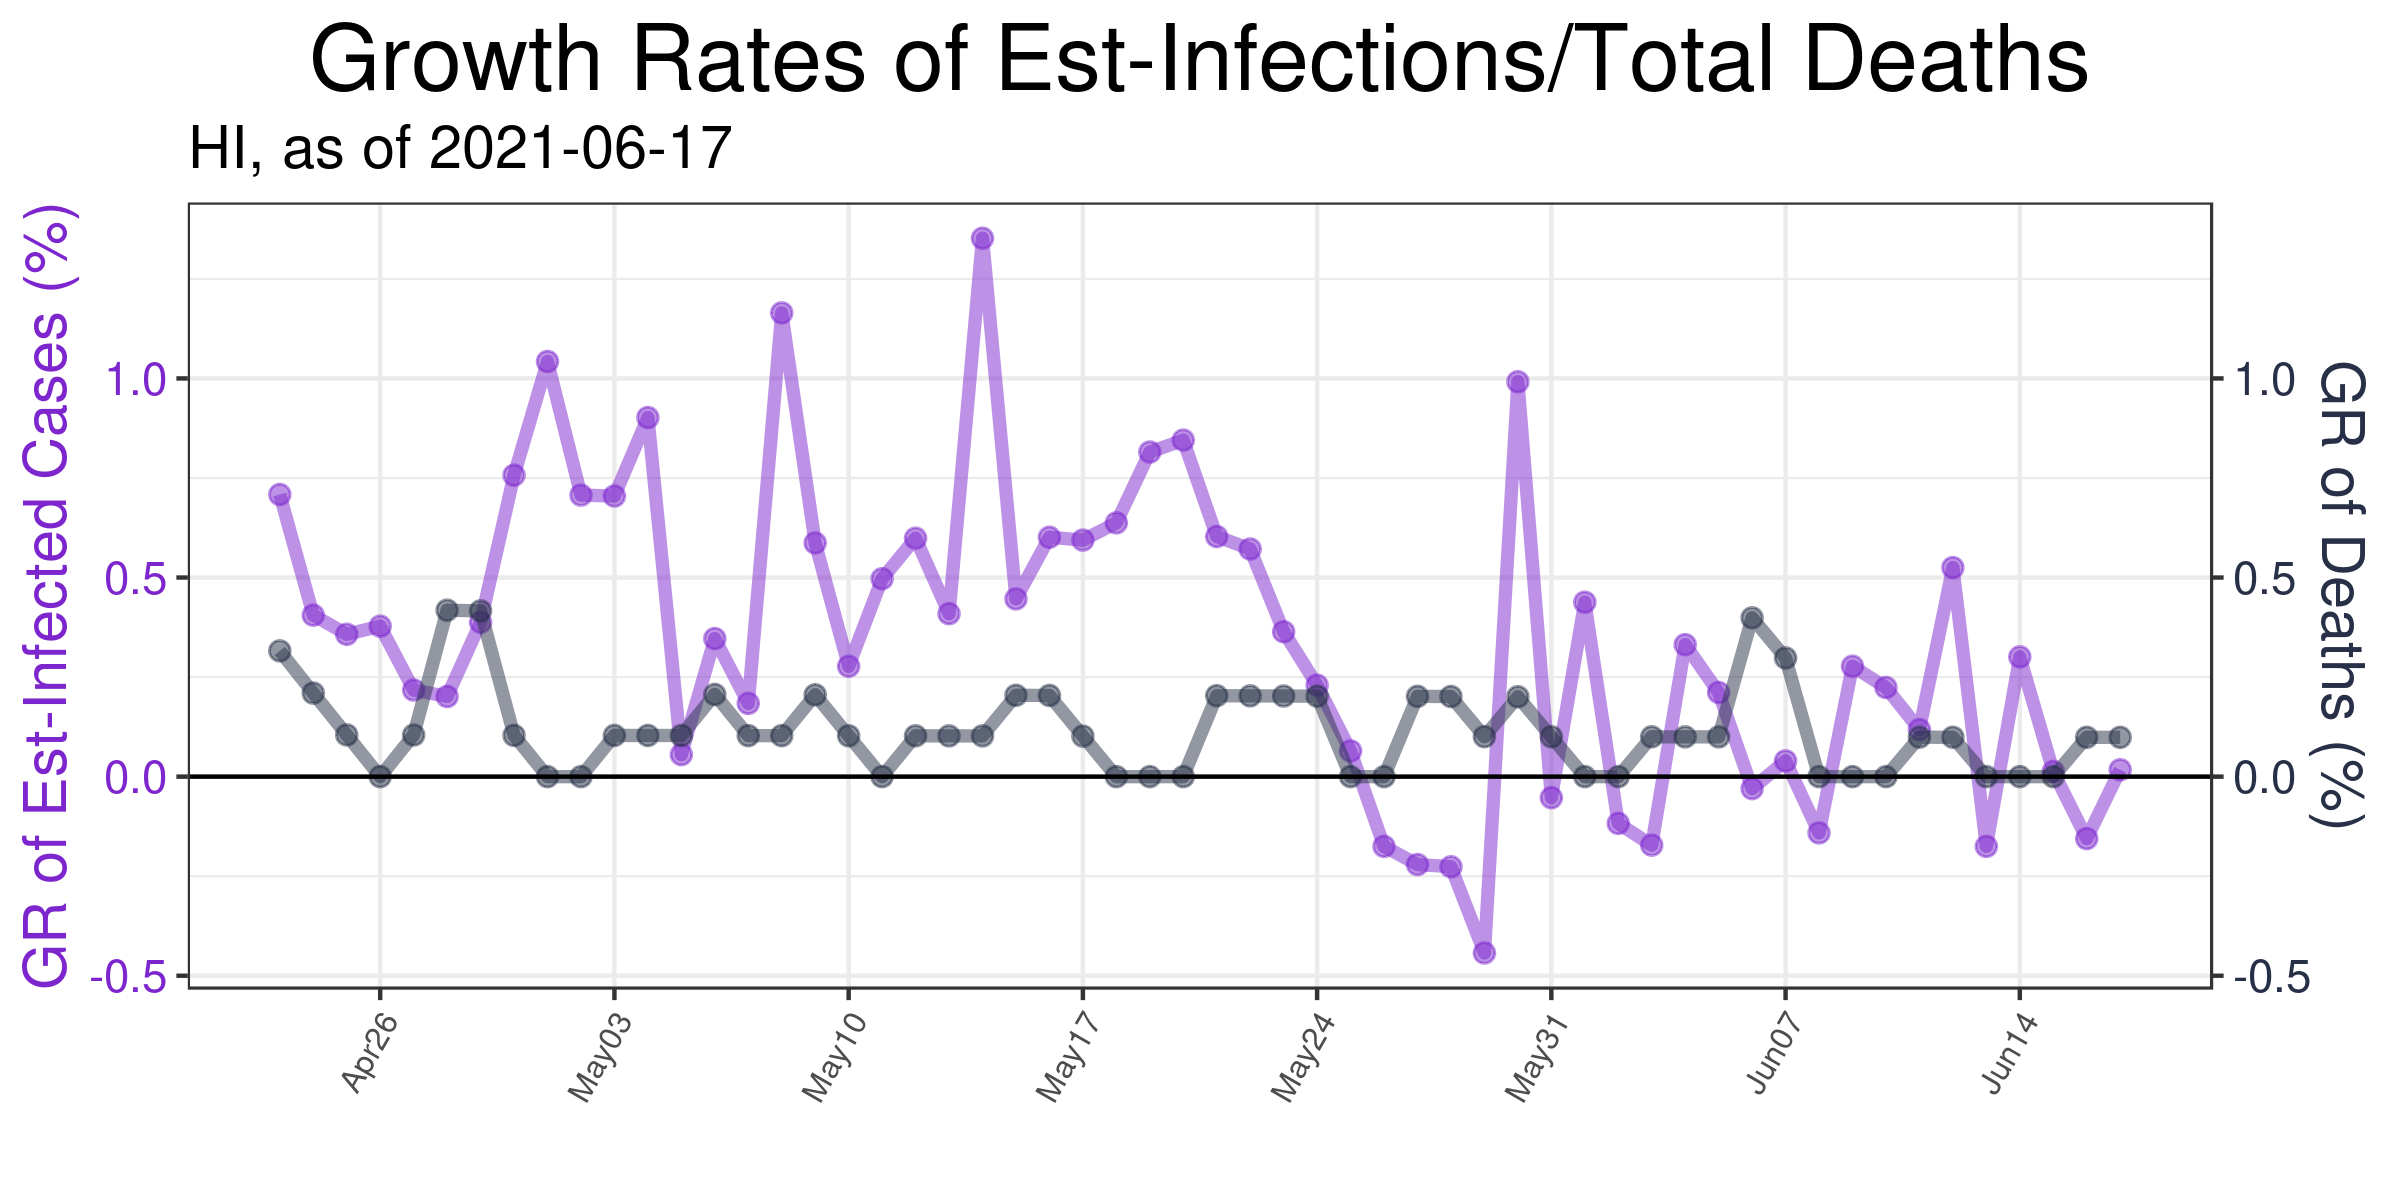 Growth Rates of Est-Infections/Total Deaths
HI, as of 2021-06-17
GR of Est-Infected Cases (%)
1.0
0.5
0.0
-0.5
1.0
0.5
0.0
-0.5
GR of Deaths (%)
Apr26
May03
May10
May17
May24
May31
Jun07
Jun14